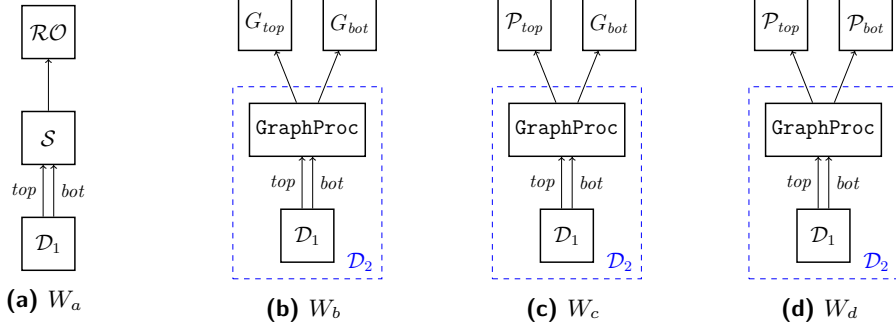 RO
S
top bot
D1
(a) Wa
Gtop Gbot
GraphProc
top bot
D1
D2
(b) Wb
Ptop Gbot
GraphProc
top bot
D1
D2
(c) Wc
Ptop Pbot
GraphProc
top bot
D1
D2
(d) Wd